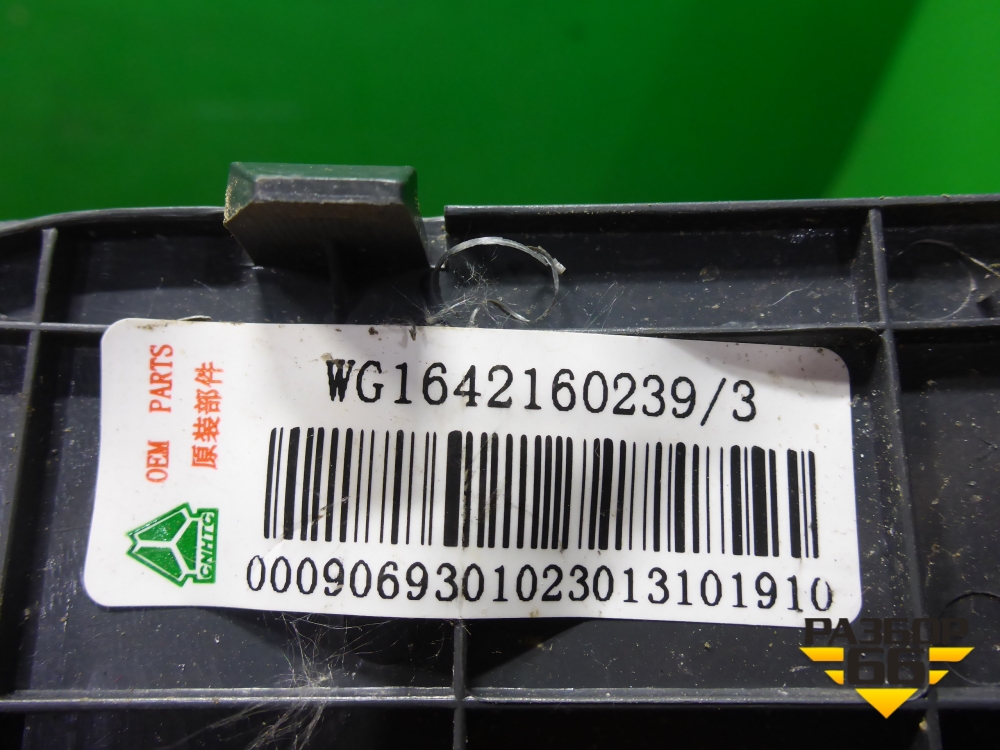 WG1642160239/3
OEM PARTS
原装部件
CNHTC
0009069301023013101910
РАЗБОР
66